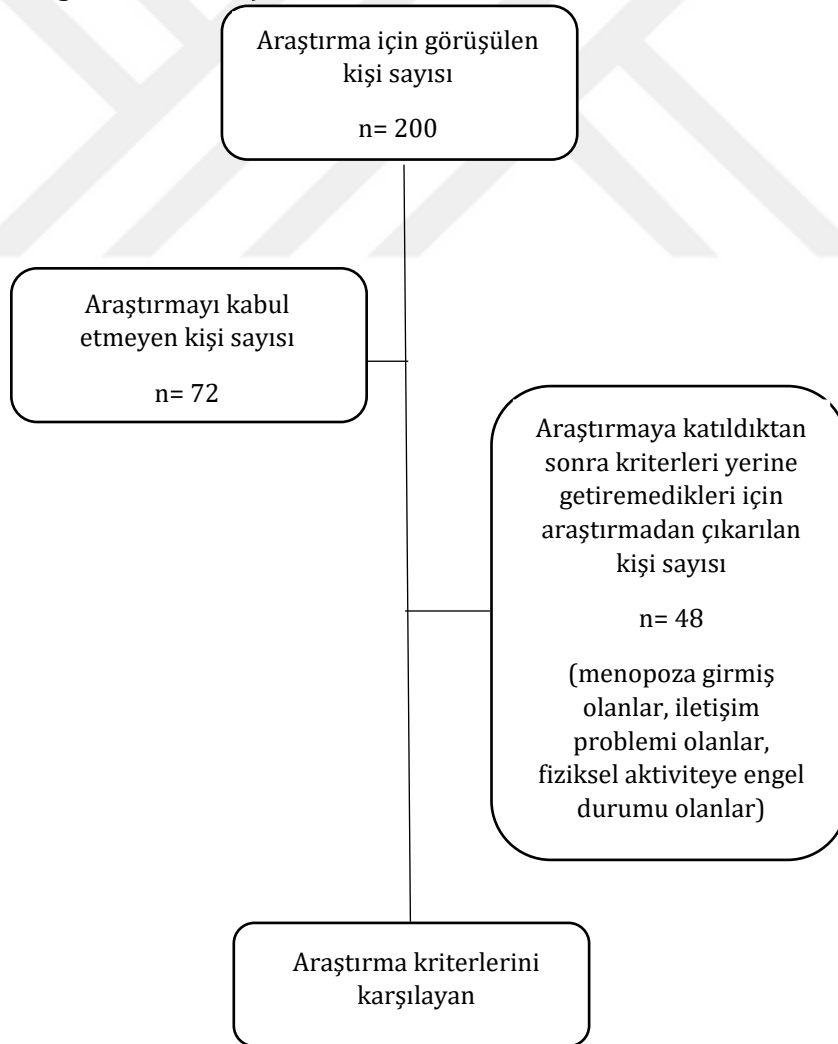 Araştırma için görüşülen
kişi sayısı
n= 200
Araştırmayı kabul
etmeyen kişi sayısı
n= 72
Araştırmaya katıldıktan
sonra kriterleri yerine
getiremedikleri için
araştırmadan çıkarılan
kişi sayısı
n= 48
(menopoza girmiş
olanlar, iletişim
problemi olanlar,
fiziksel aktiviteye engel
durumu olanlar)
Araştırma kriterlerini
karşılayan